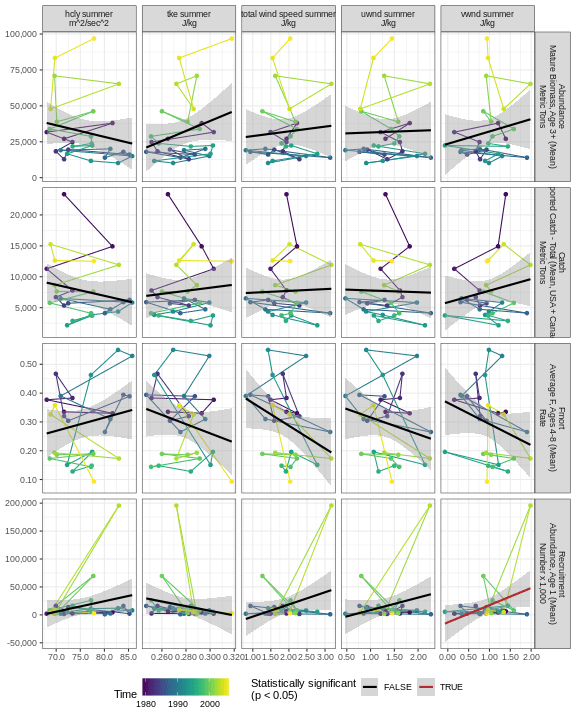 hcly summer
m^2/sec^2
tke summer
J/kg
total wind speed summer
J/kg
uwnd summer
J/kg
vwnd summer
J/kg
100,000
75,000
50,000
25,000
0
Abundance
Mature Biomass, Age 3+ (Mean)
Metric Tons
20,000
15,000
10,000
5,000
Catch
ported Catch - Total (Mean, USA + Cana
Metric Tons
0.50
0.40
0.30
0.20
0.10
Fmort
Average F, Ages 4-8 (Mean)
Rate
200,000
150,000
100,000
50,000
0
-50,000
Recruitment
Abundance, Age 1 (Mean)
Number x 1,000
70.0 75.0 80.0 85.0
0.260 0.280 0.300 0.320
1.00 1.50 2.00 2.50 3.00
0.50 1.00 1.50 2.00
0.00 0.50 1.00 1.50 2.00
Time
1980 1990 2000
Statistically significant
(p < 0.05)
FALSE
TRUE